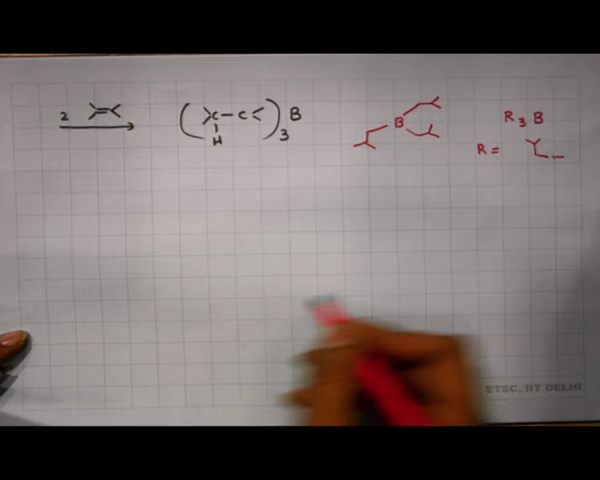 2
( >C-C< )3 B
H
B
R3B
R =
ETSC, IIT DELHI